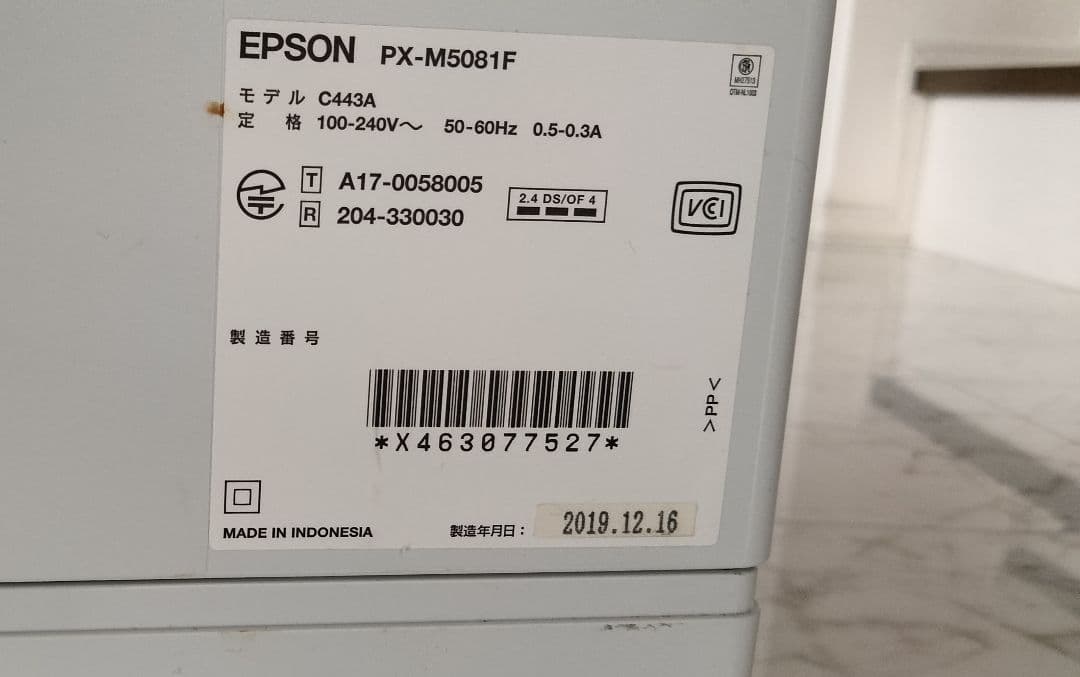 EPSON PX-M5081F
モデル C443A
定 格 100-240V～ 50-60Hz 0.5-0.3A
T A17-0058005
R 204-330030
2.4 DS/OF 4
VCI
製造番号
*X463077527*
>PP<
MADE IN INDONESIA
製造年月日：
2019.12.16